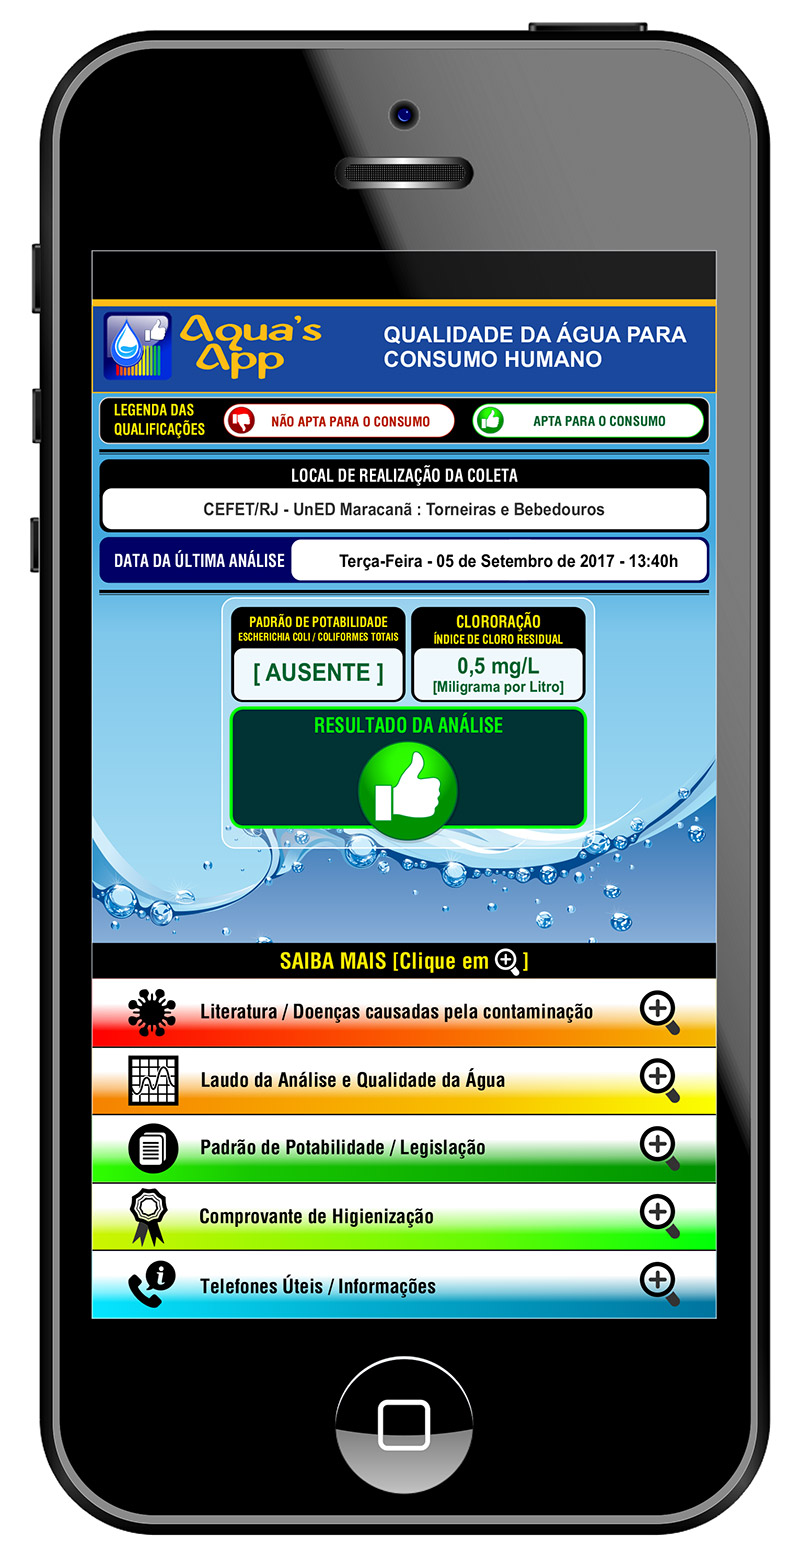 Aqua's
App
QUALIDADE DA ÁGUA PARA
CONSUMO HUMANO
LEGENDA DAS
QUALIFICAÇÕES
NÃO APTA PARA O CONSUMO
APTA PARA O CONSUMO
LOCAL DE REALIZAÇÃO DA COLETA
CEFET/RJ - UnED Maracanã : Torneiras e Bebedouros
DATA DA ÚLTIMA ANÁLISE
Terça-Feira - 05 de Setembro de 2017 - 13:40h
PADRÃO DE POTABILIDADE
ESCHERICHIA COLI / COLIFORMES TOTAIS
[ AUSENTE ]
CLORORAÇÃO
ÍNDICE DE CLORO RESIDUAL
0,5 mg/L
[Miligrama por Litro]
RESULTADO DA ANÁLISE
SAIBA MAIS [Clique em ]
Literatura / Doenças causadas pela contaminação
Laudo da Análise e Qualidade da Água
Padrão de Potabilidade / Legislação
Comprovante de Higienização
Telefones Úteis / Informações